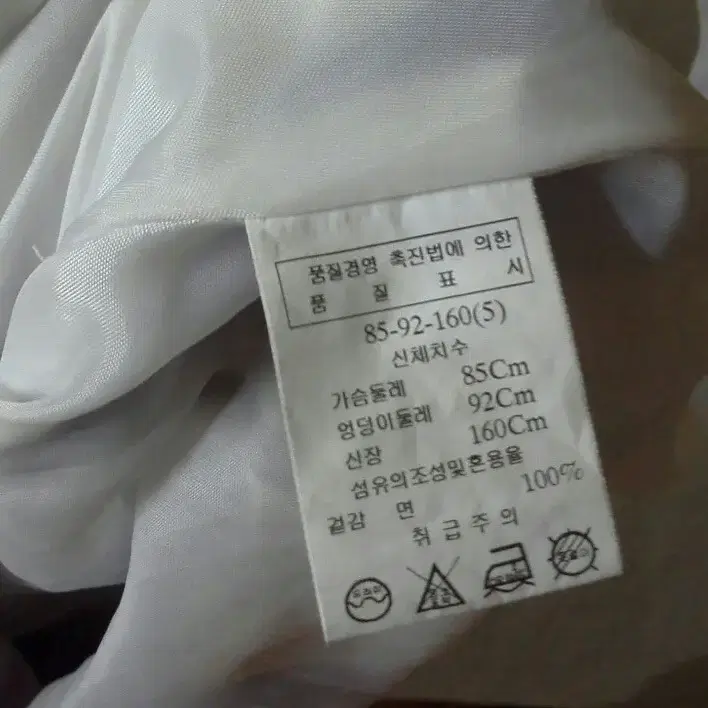 품질경영 촉진법에 의한
품 질 표 시
85-92-160(5)
신체치수
가슴둘레 85Cm
엉덩이둘레 92Cm
신장 160Cm
섬유의조성및혼용율
겉감 면 100%
취급주의